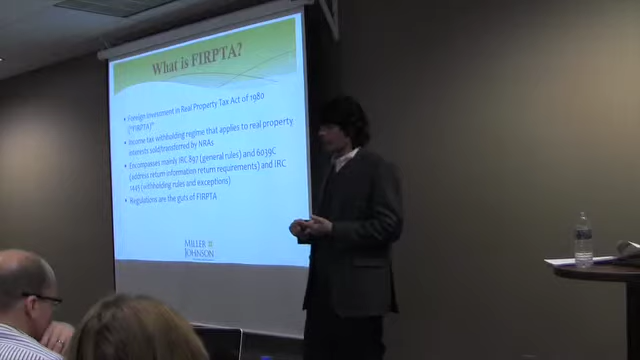 What is FIRPTA?
• Foreign Investment in Real Property Tax Act of 1980
("FIRPTA)"
• Income tax withholding regime that applies to real property
interests sold/transferred by NRAs
• Encompasses mainly IRC 897 (general rules) and 6039C
(address return information return requirements) and IRC
1445 (withholding rules and exceptions)
• Regulations are the guts of FIRPTA
MILLER
JOHNSON